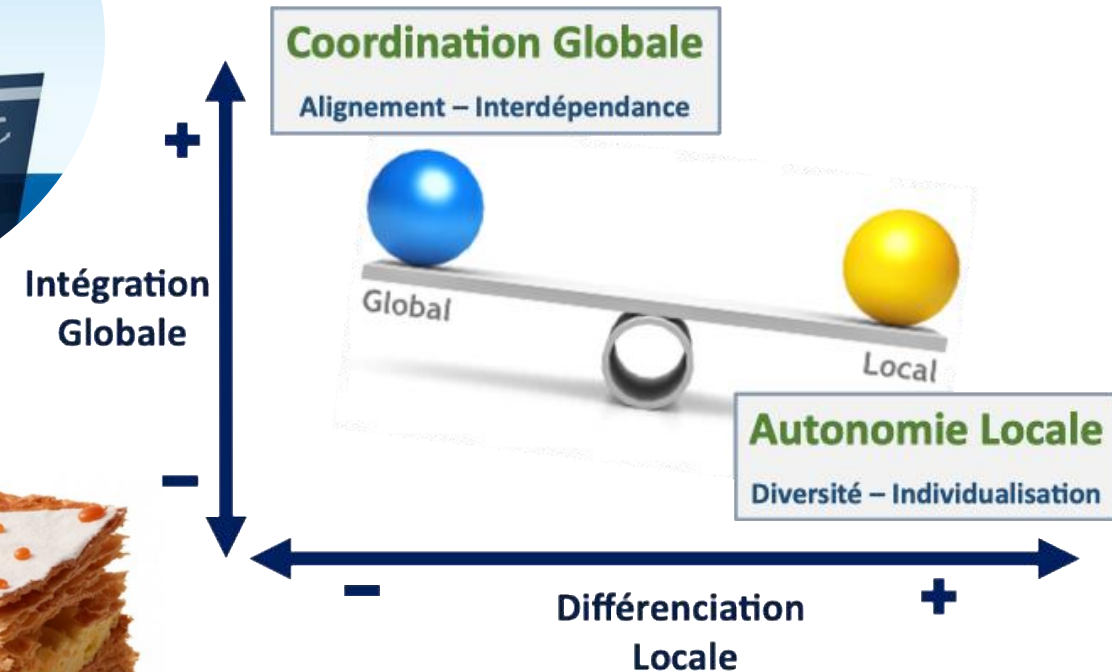 Coordination Globale
Alignement – Interdépendance
+
Intégration
Globale
Global
Local
Autonomie Locale
Diversité – Individualisation
–
–
+
Différenciation
Locale